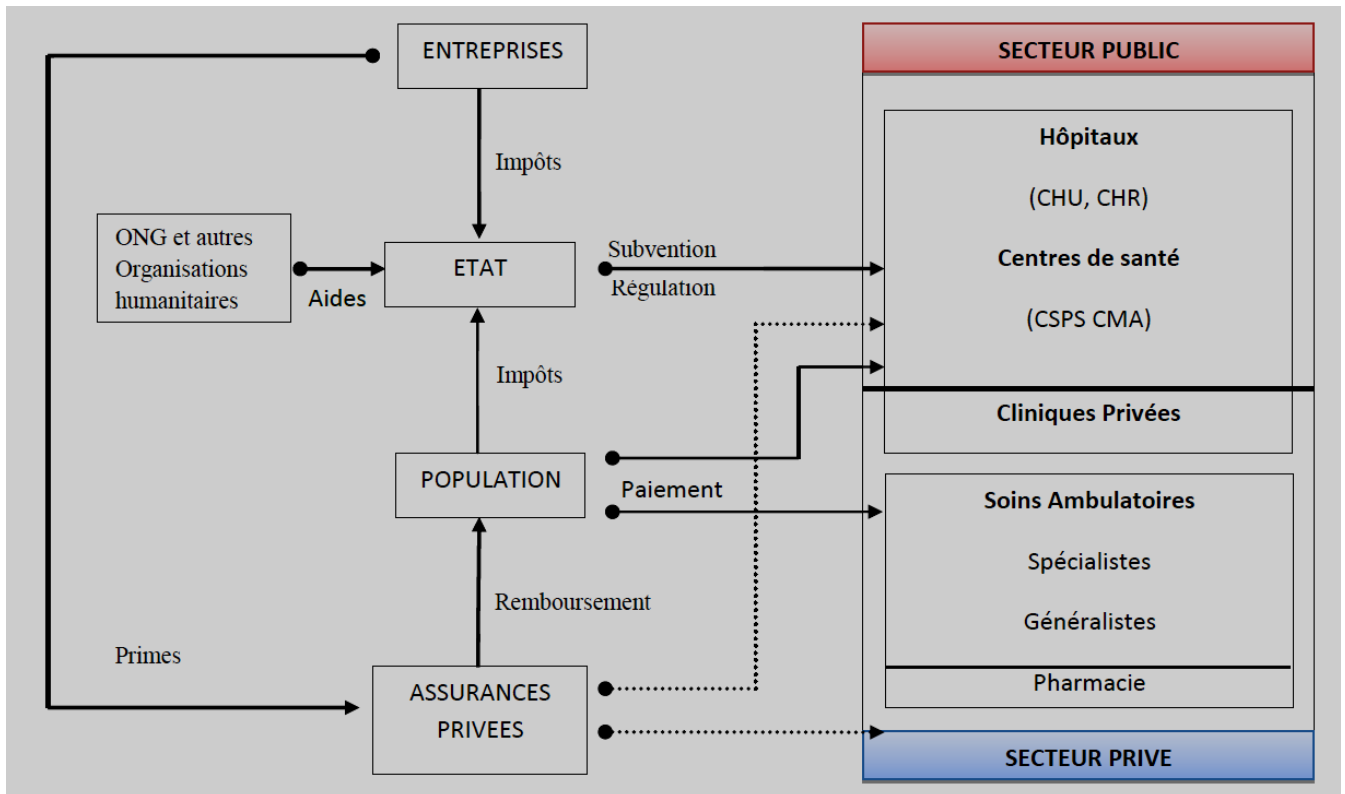 ENTREPRISES
Impôts
ONG et autres
Organisations
humanitaires
Aides
ETAT
Subvention
Régulation
Impôts
POPULATION
Paiement
Remboursement
Primes
ASSURANCES
PRIVEES
SECTEUR PUBLIC
Hôpitaux
(CHU, CHR)
Centres de santé
(CSPS CMA)
Cliniques Privées
Soins Ambulatoires
Spécialistes
Généralistes
Pharmacie
SECTEUR PRIVE